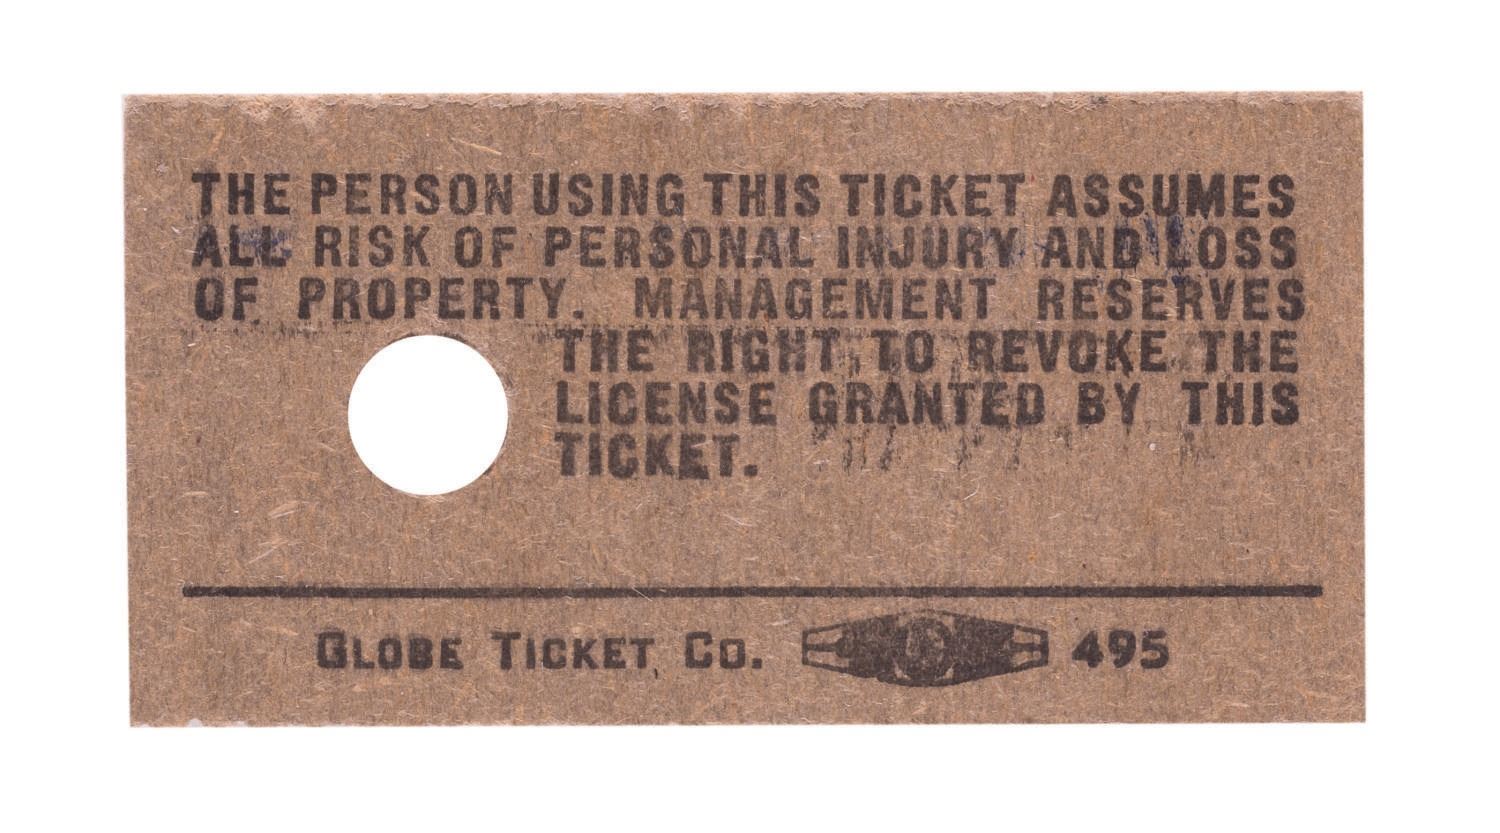 THE PERSON USING THIS TICKET ASSUMES
ALL RISK OF PERSONAL INJURY AND LOSS
OF PROPERTY. MANAGEMENT RESERVES
THE RIGHT TO REVOKE THE
LICENSE GRANTED BY THIS
TICKET.
GLOBE TICKET CO. 495